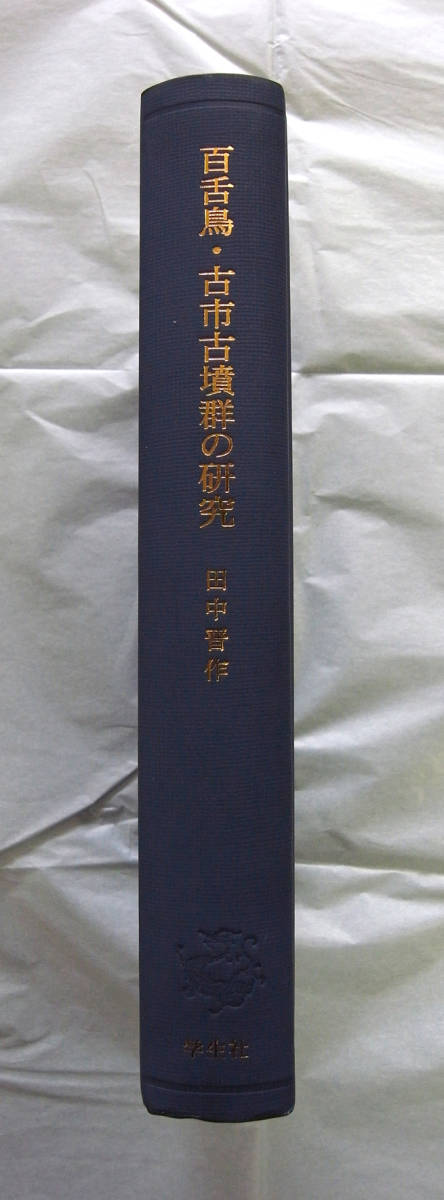 百舌鳥・古市古墳群の研究
田中晋作
学生社